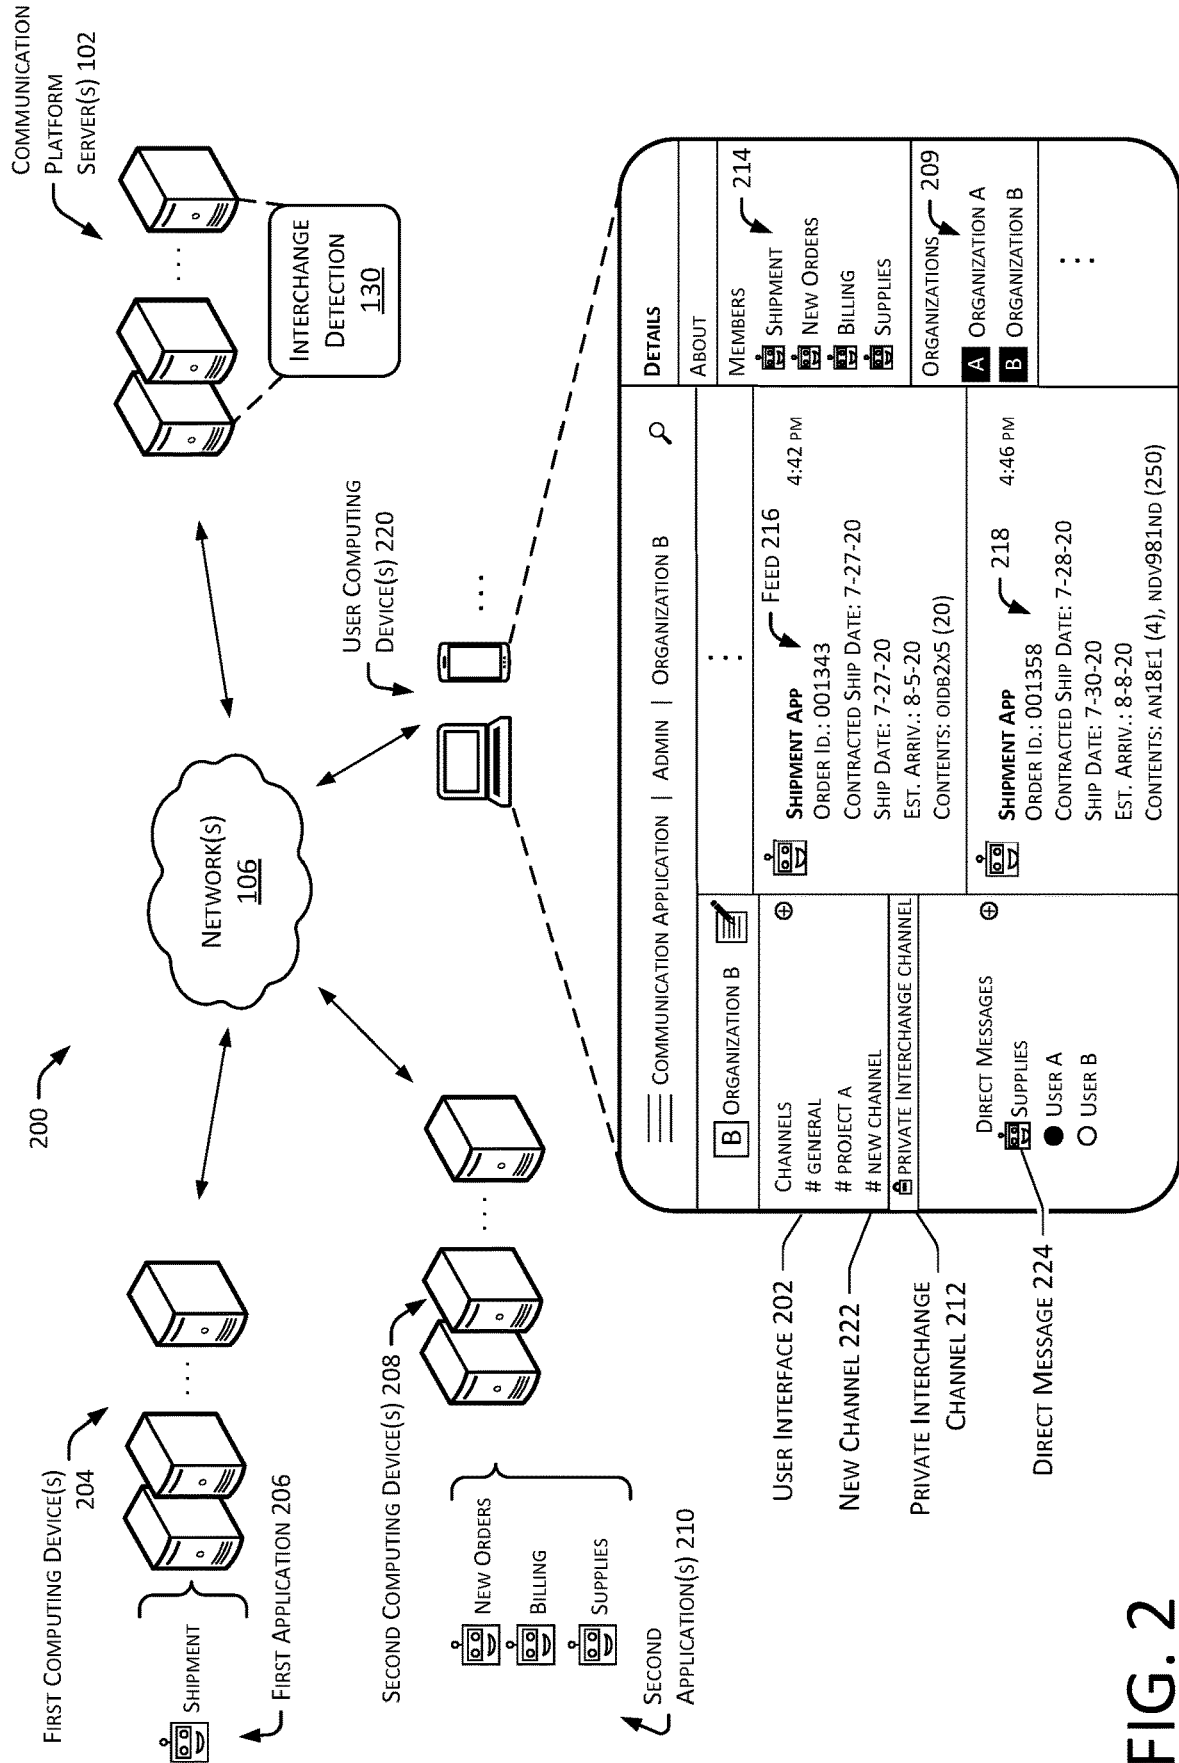 200
FIRST COMPUTING DEVICE(S)
204
SHIPMENT
FIRST APPLICATION 206
NETWORK(S)
106
COMMUNICATION
PLATFORM
SERVER(S) 102
INTERCHANGE
DETECTION
130
SECOND COMPUTING DEVICE(S) 208
NEW ORDERS
BILLING
SUPPLIES
SECOND
APPLICATION(S) 210
USER COMPUTING
DEVICE(S) 220
USER INTERFACE 202
NEW CHANNEL 222
PRIVATE INTERCHANGE
CHANNEL 212
DIRECT MESSAGE 224
COMMUNICATION APPLICATION | ADMIN | ORGANIZATION B
B ORGANIZATION B
CHANNELS
# GENERAL
# PROJECT A
# NEW CHANNEL
PRIVATE INTERCHANGE CHANNEL
DIRECT MESSAGES
SUPPLIES
USER A
USER B
FEED 216
SHIPMENT APP 4:42 PM
ORDER ID.: 001343
CONTRACTED SHIP DATE: 7-27-20
SHIP DATE: 7-27-20
EST. ARRIV.: 8-5-20
CONTENTS: OIDB2X5 (20)
218
SHIPMENT APP 4:46 PM
ORDER ID.: 001358
CONTRACTED SHIP DATE: 7-28-20
SHIP DATE: 7-30-20
EST. ARRIV.: 8-8-20
CONTENTS: AN18E1 (4), NDV981ND (250)
DETAILS
ABOUT
MEMBERS
214
SHIPMENT
NEW ORDERS
BILLING
SUPPLIES
ORGANIZATIONS
209
A ORGANIZATION A
B ORGANIZATION B
FIG. 2